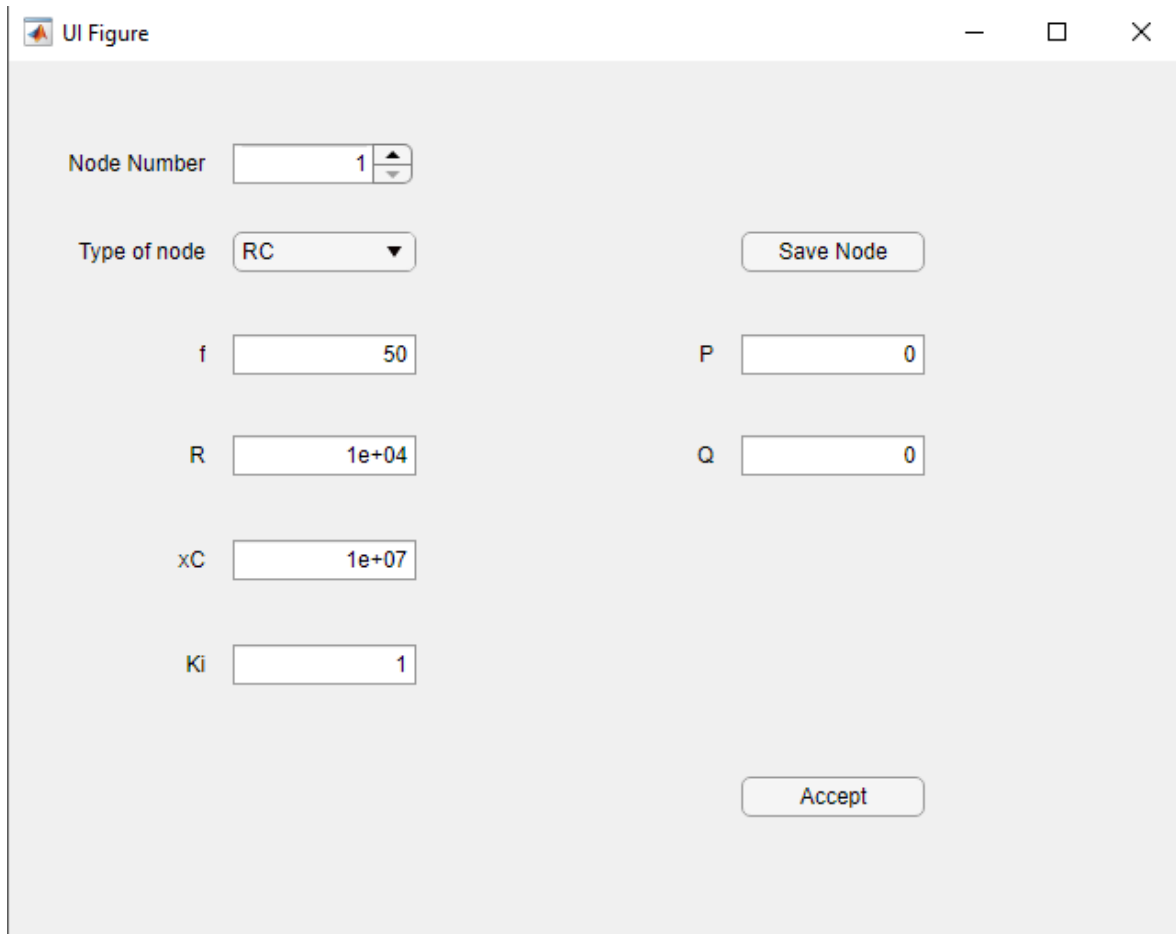 UI Figure
Node Number 1
Type of node RC Save Node
f 50 P 0
R 1e+04 Q 0
xC 1e+07
Ki 1
Accept